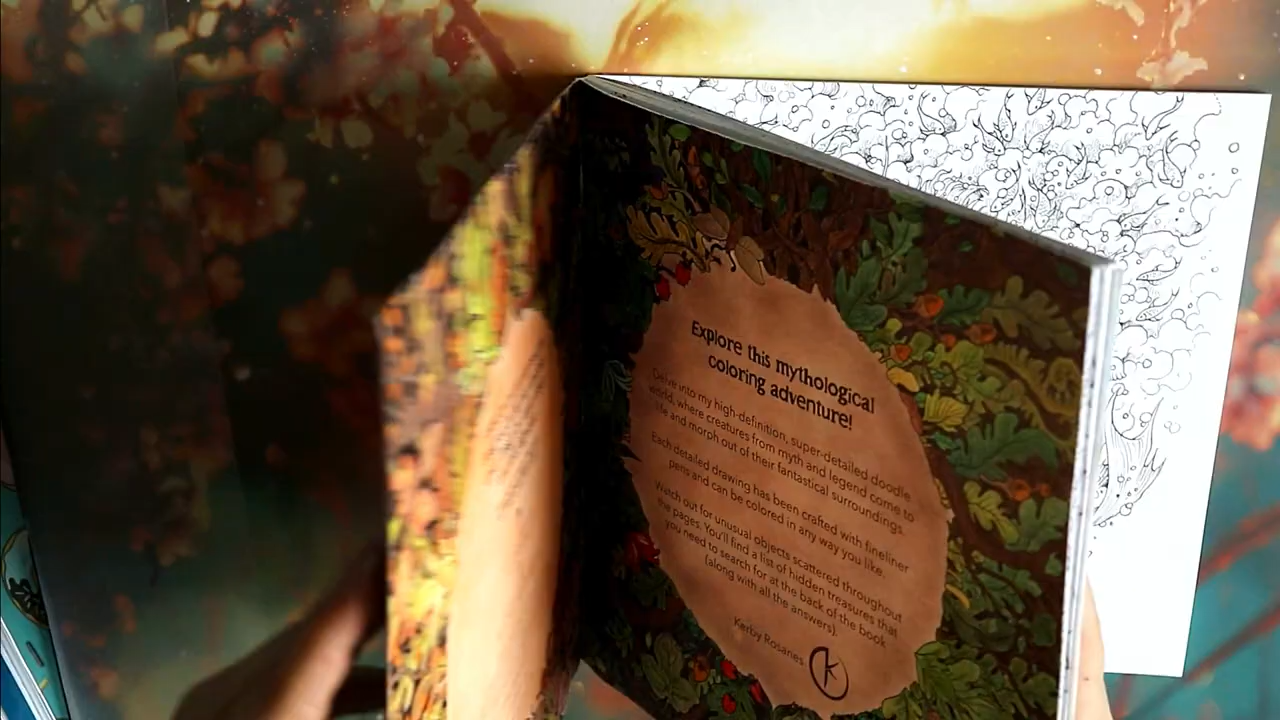 Explore this mythological
coloring adventure!
Delve into my high-definition, super-detailed doodle
world, where creatures from myth and legend come to
life and morph out of their fantastical surroundings.
Each detailed drawing has been crafted with fineliner
pens and can be colored in any way you like.
Watch out for unusual objects scattered throughout
the pages. You'll find a list of hidden treasures that
you need to search for at the back of the book
(along with all the answers).
Kerby Rosanes
K